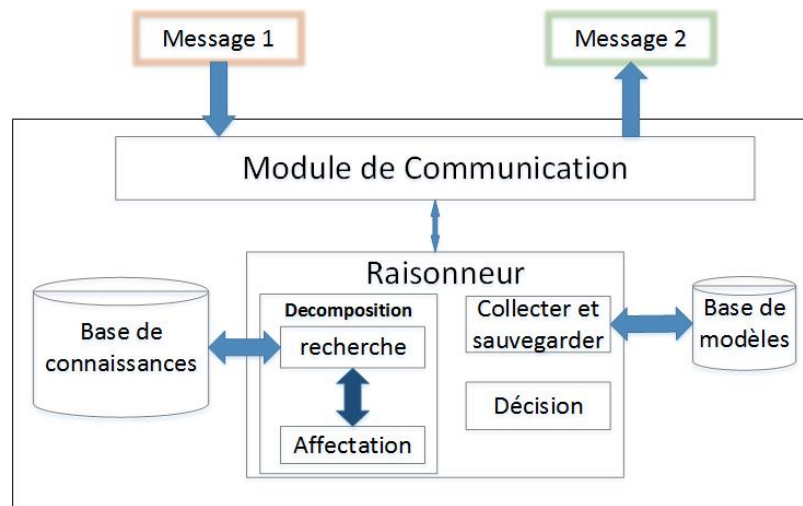 Message 1
Message 2
Module de Communication
Raisonneur
Decomposition
recherche
Affectation
Collecter et
sauvegarder
Décision
Base de
connaissances
Base de
modèles